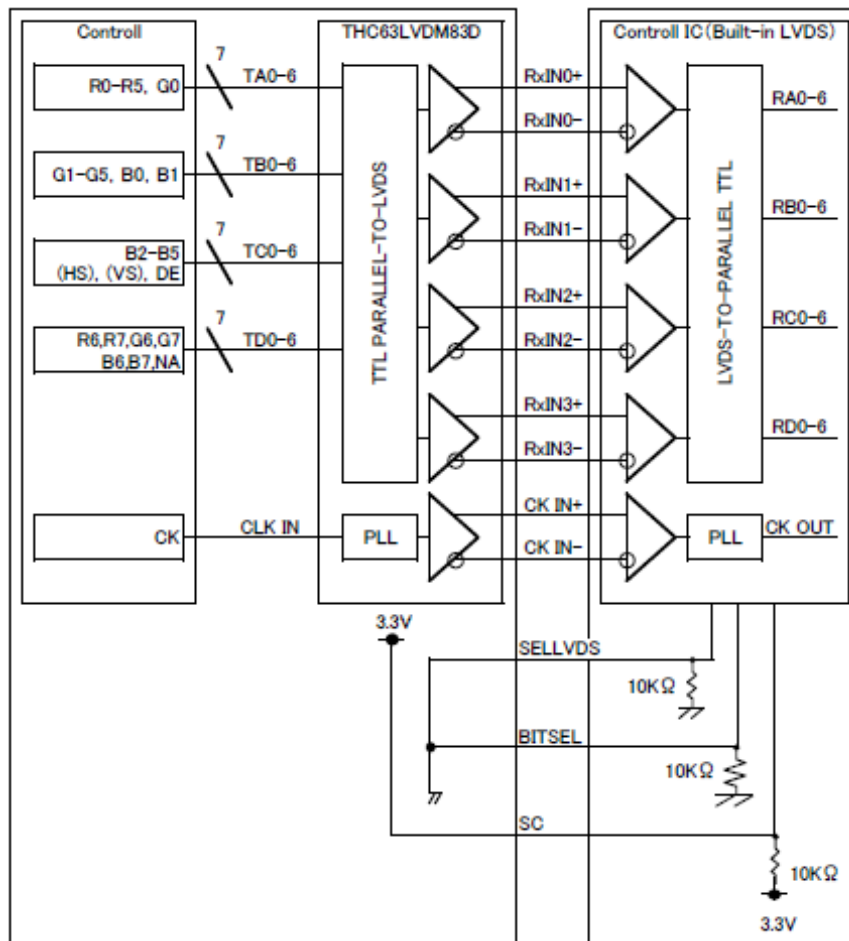 Controll
THC63LVDM83D
Controll IC(Built-in LVDS)
R0-R5, G0
7
TA0-6
RxIN0+
RxIN0-
RA0-6
G1-G5, B0, B1
7
TB0-6
RxIN1+
RxIN1-
RB0-6
B2-B5
(HS), (VS), DE
7
TC0-6
RxIN2+
RxIN2-
RC0-6
R6,R7,G6,G7
B6,B7,NA
7
TD0-6
RxIN3+
RxIN3-
RD0-6
TTL PARALLEL-TO-LVDS
LVDS-TO-PARALLEL TTL
CK
CLK IN
PLL
CK IN+
CK IN-
PLL
CK OUT
3.3V
SELLVDS
10KΩ
BITSEL
10KΩ
SC
10KΩ
3.3V